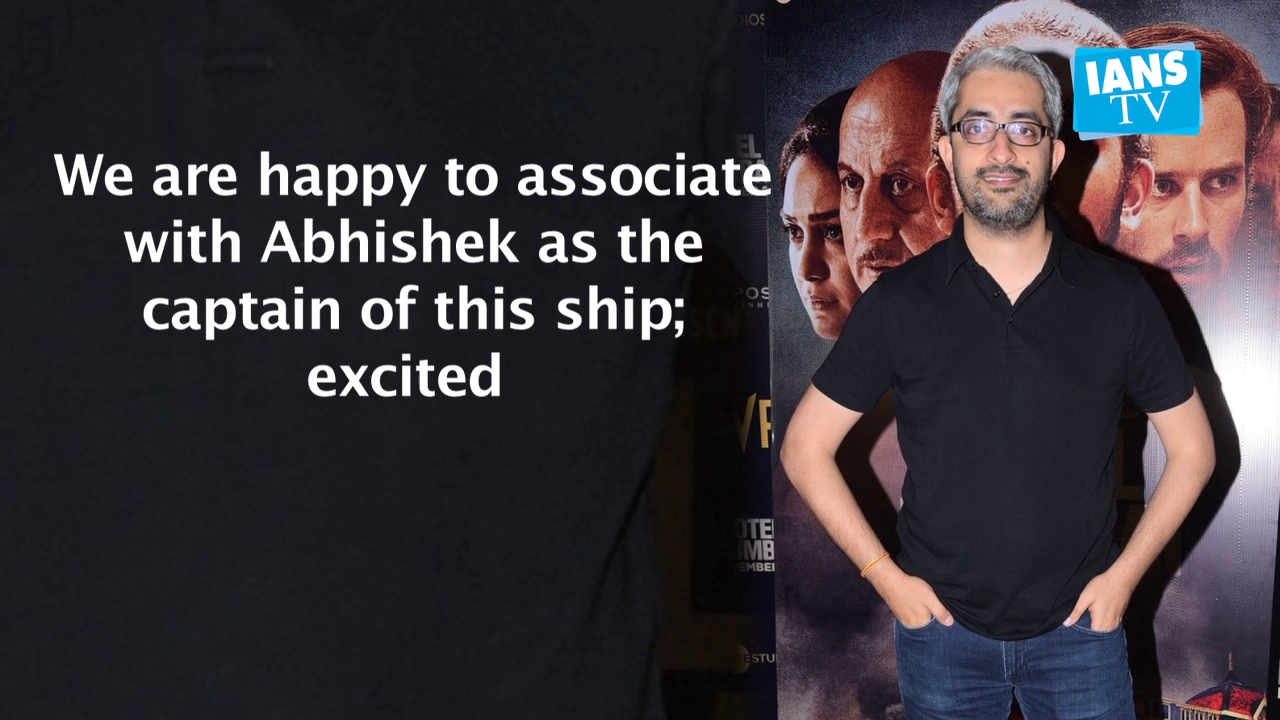 IANS
TV
We are happy to associate
with Abhishek as the
captain of this ship;
excited